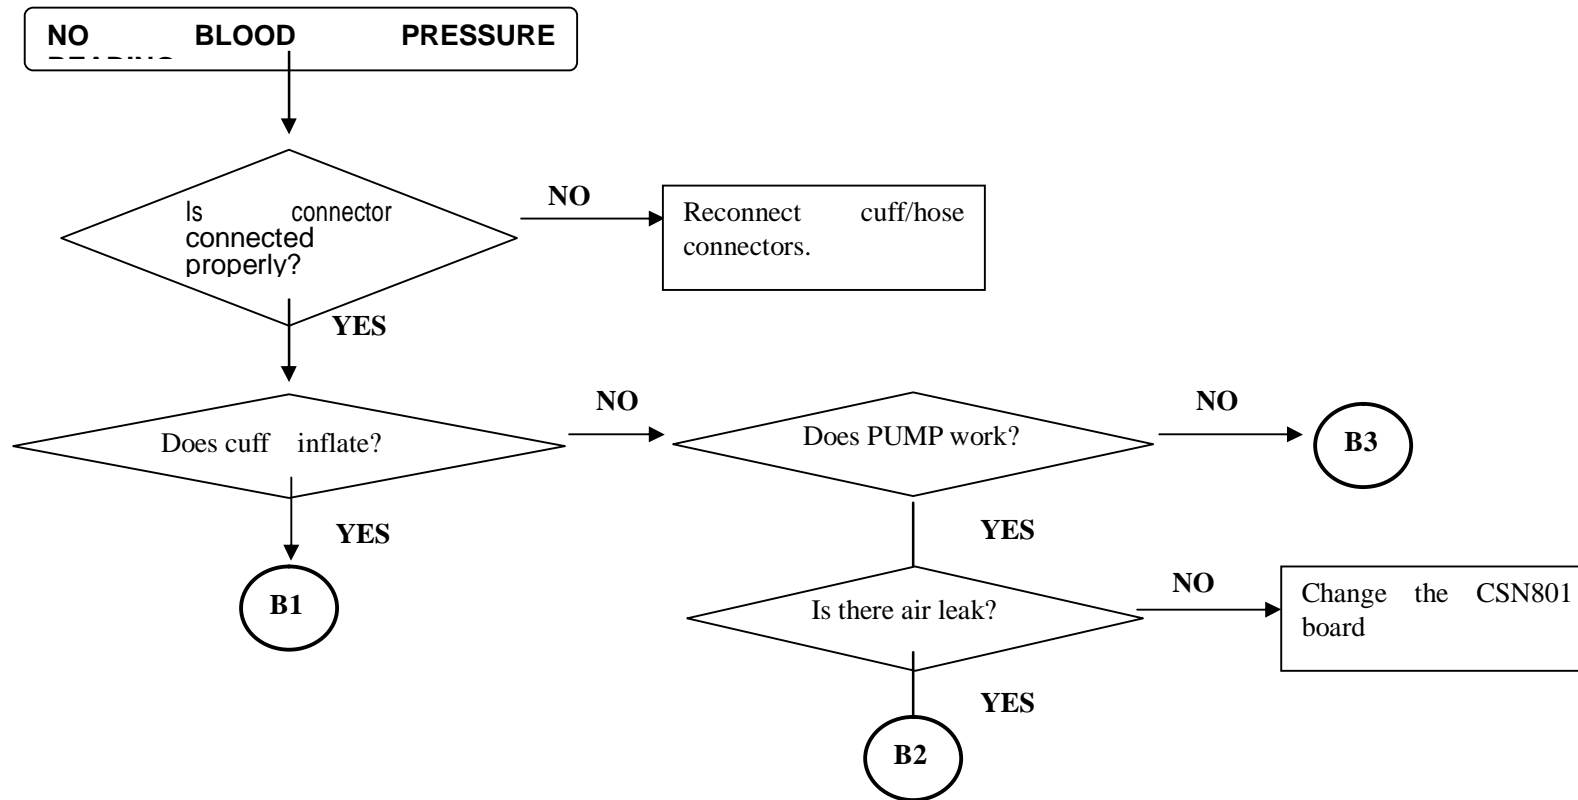 NO BLOOD PRESSURE
Is connector
connected
properly?
NO
Reconnect cuff/hose
connectors.
YES
Does cuff inflate?
NO
Does PUMP work?
NO
B3
YES
B1
YES
Is there air leak?
NO
Change the CSN801
board
YES
B2